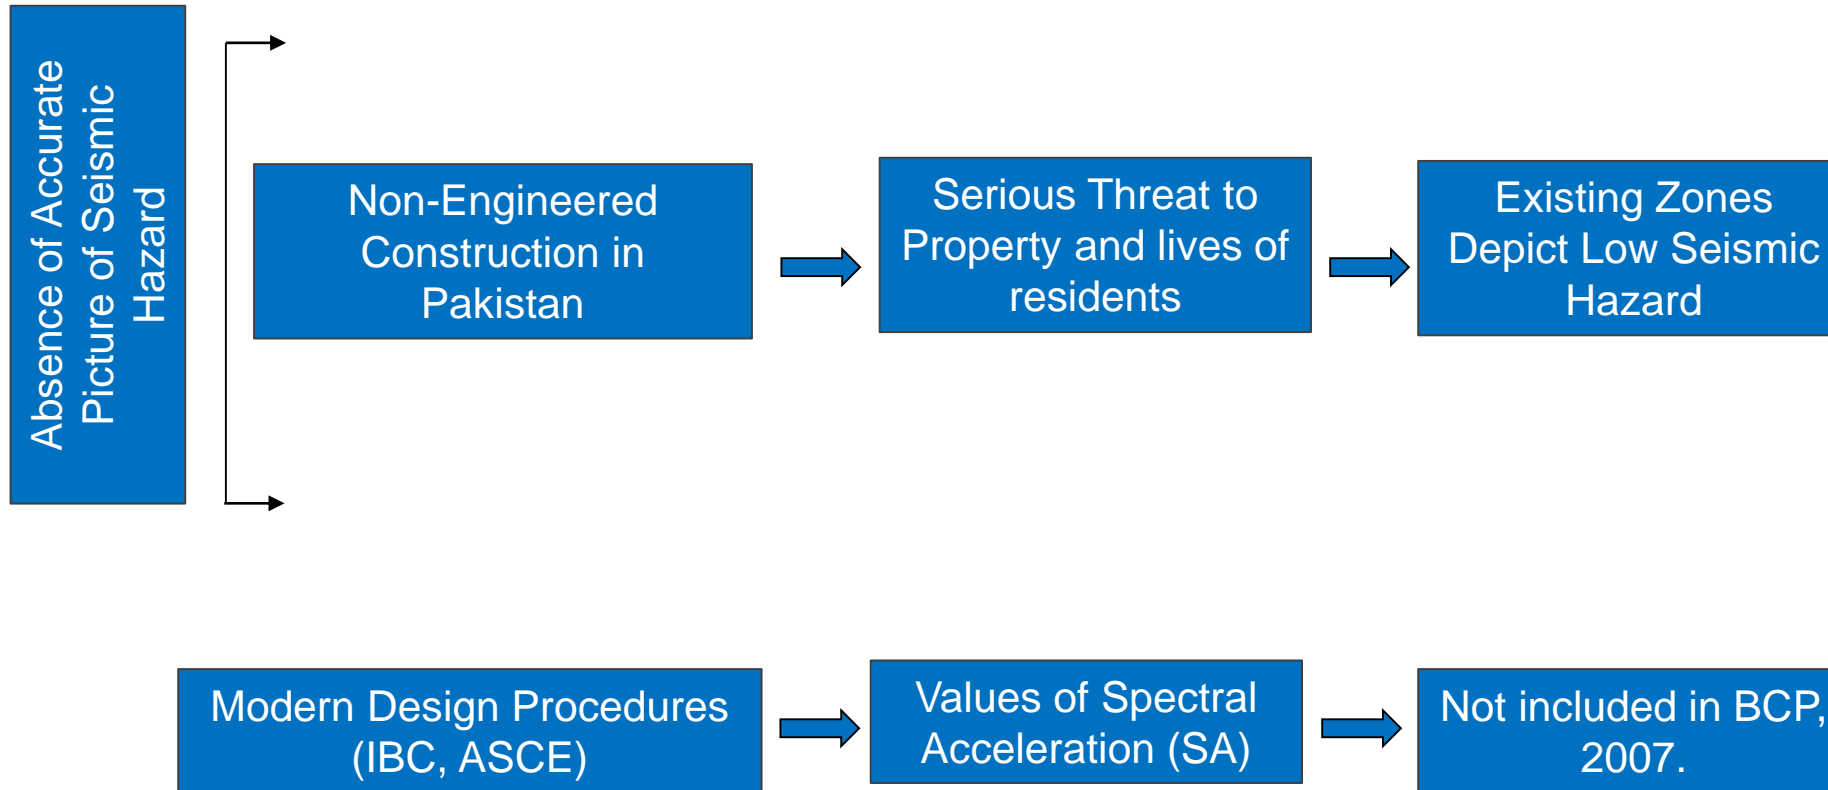 Absence of Accurate
Picture of Seismic
Hazard
Non-Engineered
Construction in
Pakistan
Serious Threat to
Property and lives of
residents
Existing Zones
Depict Low Seismic
Hazard
Modern Design Procedures
(IBC, ASCE)
Values of Spectral
Acceleration (SA)
Not included in BCP,
2007.